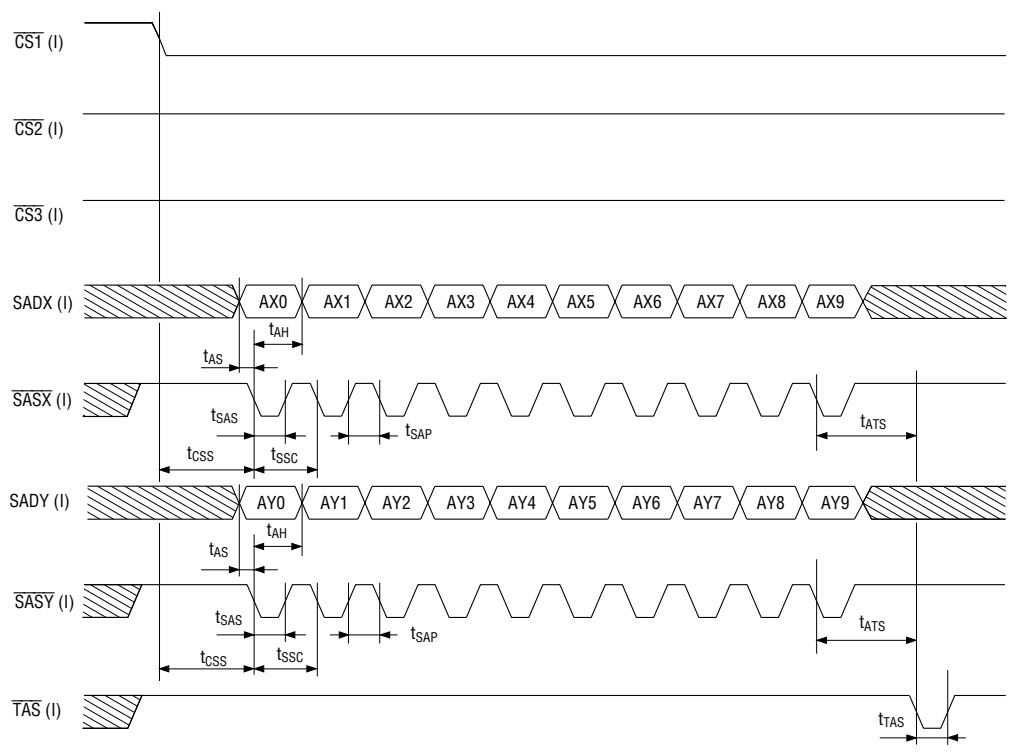 CS1 (I)
CS2 (I)
CS3 (I)
SADX (I) AX0 AX1 AX2 AX3 AX4 AX5 AX6 AX7 AX8 AX9
tAH
tAS
SASX (I)
tSAS tSAP tATS
tCSS tSSC
SADY (I) AY0 AY1 AY2 AY3 AY4 AY5 AY6 AY7 AY8 AY9
tAH
tAS
SASY (I)
tSAS tSAP tATS
tCSS tSSC
TAS (I)
tTAS